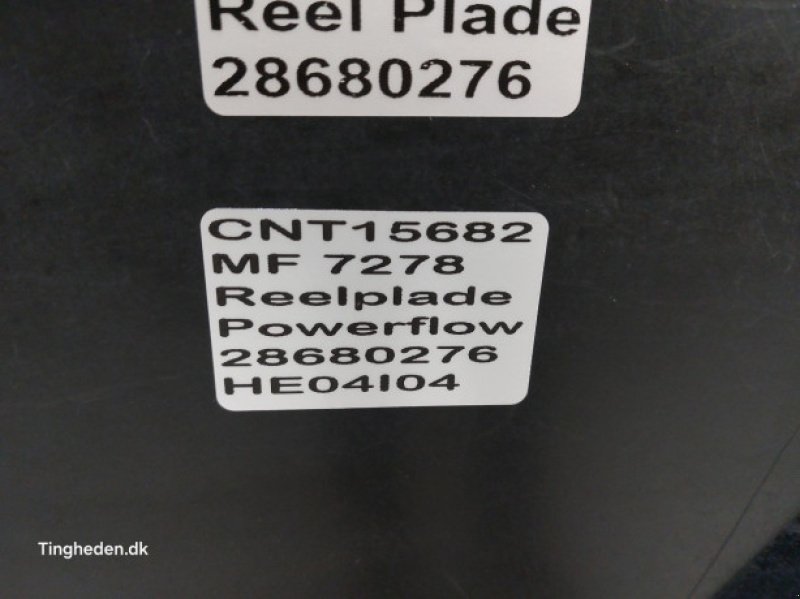 Reel Plade
28680276
CNT15682
MF 7278
Reelplade
Powerflow
28680276
HE04I04
Tingheden.dk